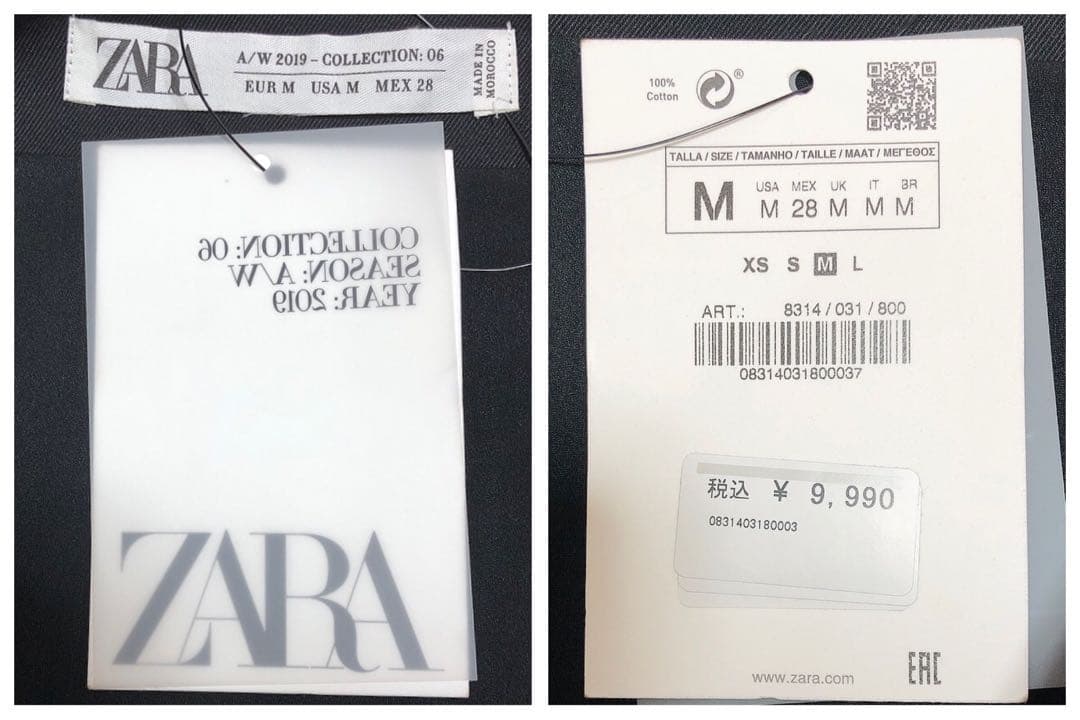 ZARA
A/W 2019 – COLLECTION: 06
EUR M USA M MEX 28
MADE IN
MOROCCO
COLLECTION: 06
SEASON: A/W
YEAR: 2019
ZARA
100%
Cotton
®
TALLA / SIZE / TAMANHO / TAILLE / MAAT / ΜΕΓΕΘΟΣ
M
USA MEX UK IT BR
M 28 M M M
XS S M L
ART.: 8314 / 031 / 800
08314031800037
税込 ¥ 9,990
0831403180003
www.zara.com
EAC